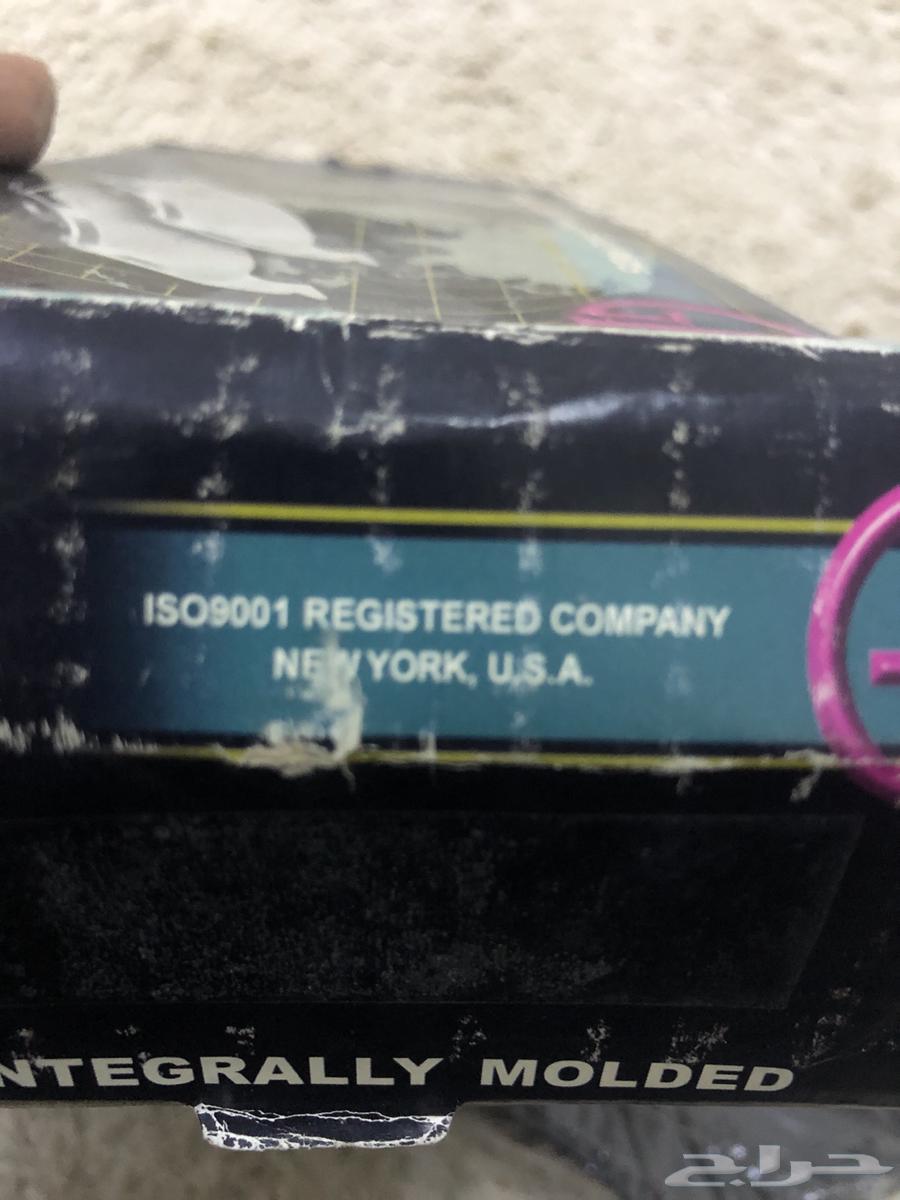 ISO9001 REGISTERED COMPANY
NEW YORK, U.S.A.
NTEGRALLY MOLDED
حراج